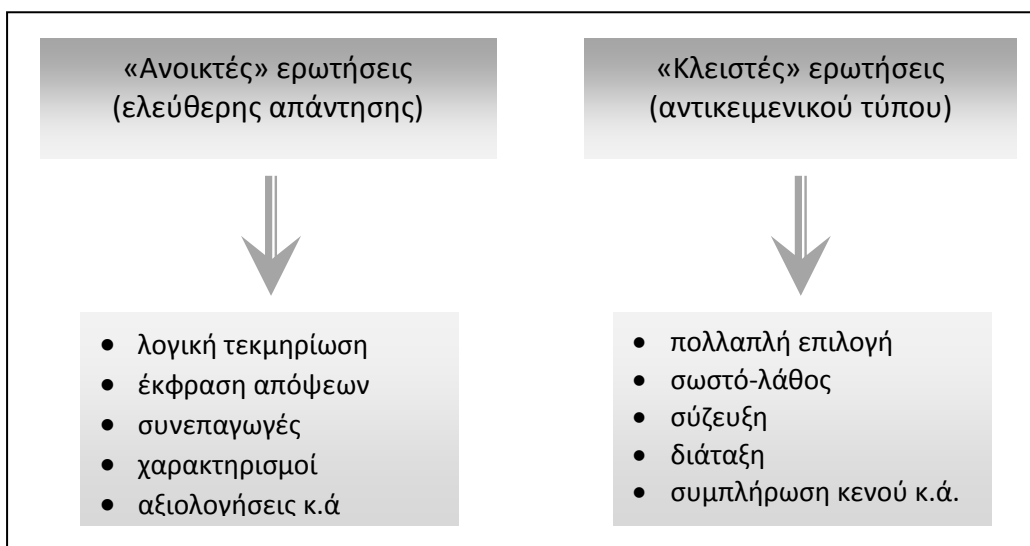 «Ανοικτές» ερωτήσεις
(ελεύθερης απάντησης)
• λογική τεκμηρίωση
• έκφραση απόψεων
• συνεπαγωγές
• χαρακτηρισμοί
• αξιολογήσεις κ.ά
«Κλειστές» ερωτήσεις
(αντικειμενικού τύπου)
• πολλαπλή επιλογή
• σωστό-λάθος
• σύζευξη
• διάταξη
• συμπλήρωση κενού κ.ά.